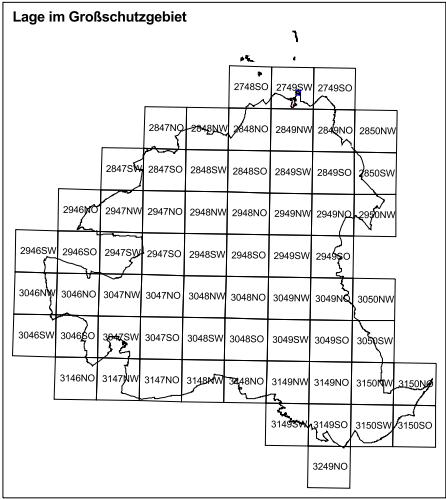 Lage im Großschutzgebiet
2748SO 2749SW 2749SO
2847NO 2848NW 2848NO 2849NW 2849NO 2850NW
2847SW 2847SO 2848SW 2848SO 2849SW 2849SO 2850SW
2946NO 2947NW 2947NO 2948NW 2948NO 2949NW 2949NO 2950NW
2946SW 2946SO 2947SW 2947SO 2948SW 2948SO 2949SW 2949SO
3046NW 3046NO 3047NW 3047NO 3048NW 3048NO 3049NW 3049NO 3050NW
3046SW 3046SO 3047SW 3047SO 3048SW 3048SO 3049SW 3049SO 3050SW
3146NO 3147NW 3147NO 3148NW 3148NO 3149NW 3149NO 3150NW 3150NO
3149SW 3149SO 3150SW 3150SO
3249NO